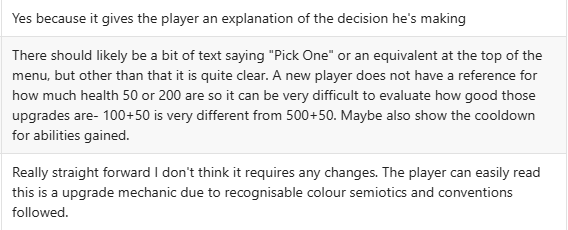 Yes because it gives the player an explanation of the decision he's making
There should likely be a bit of text saying "Pick One" or an equivalent at the top of the
menu, but other than that it is quite clear. A new player does not have a reference for
how much health 50 or 200 are so it can be very difficult to evaluate how good those
upgrades are- 100+50 is very different from 500+50. Maybe also show the cooldown
for abilities gained.
Really straight forward I don't think it requires any changes. The player can easily read
this is a upgrade mechanic due to recognisable colour semiotics and conventions
followed.